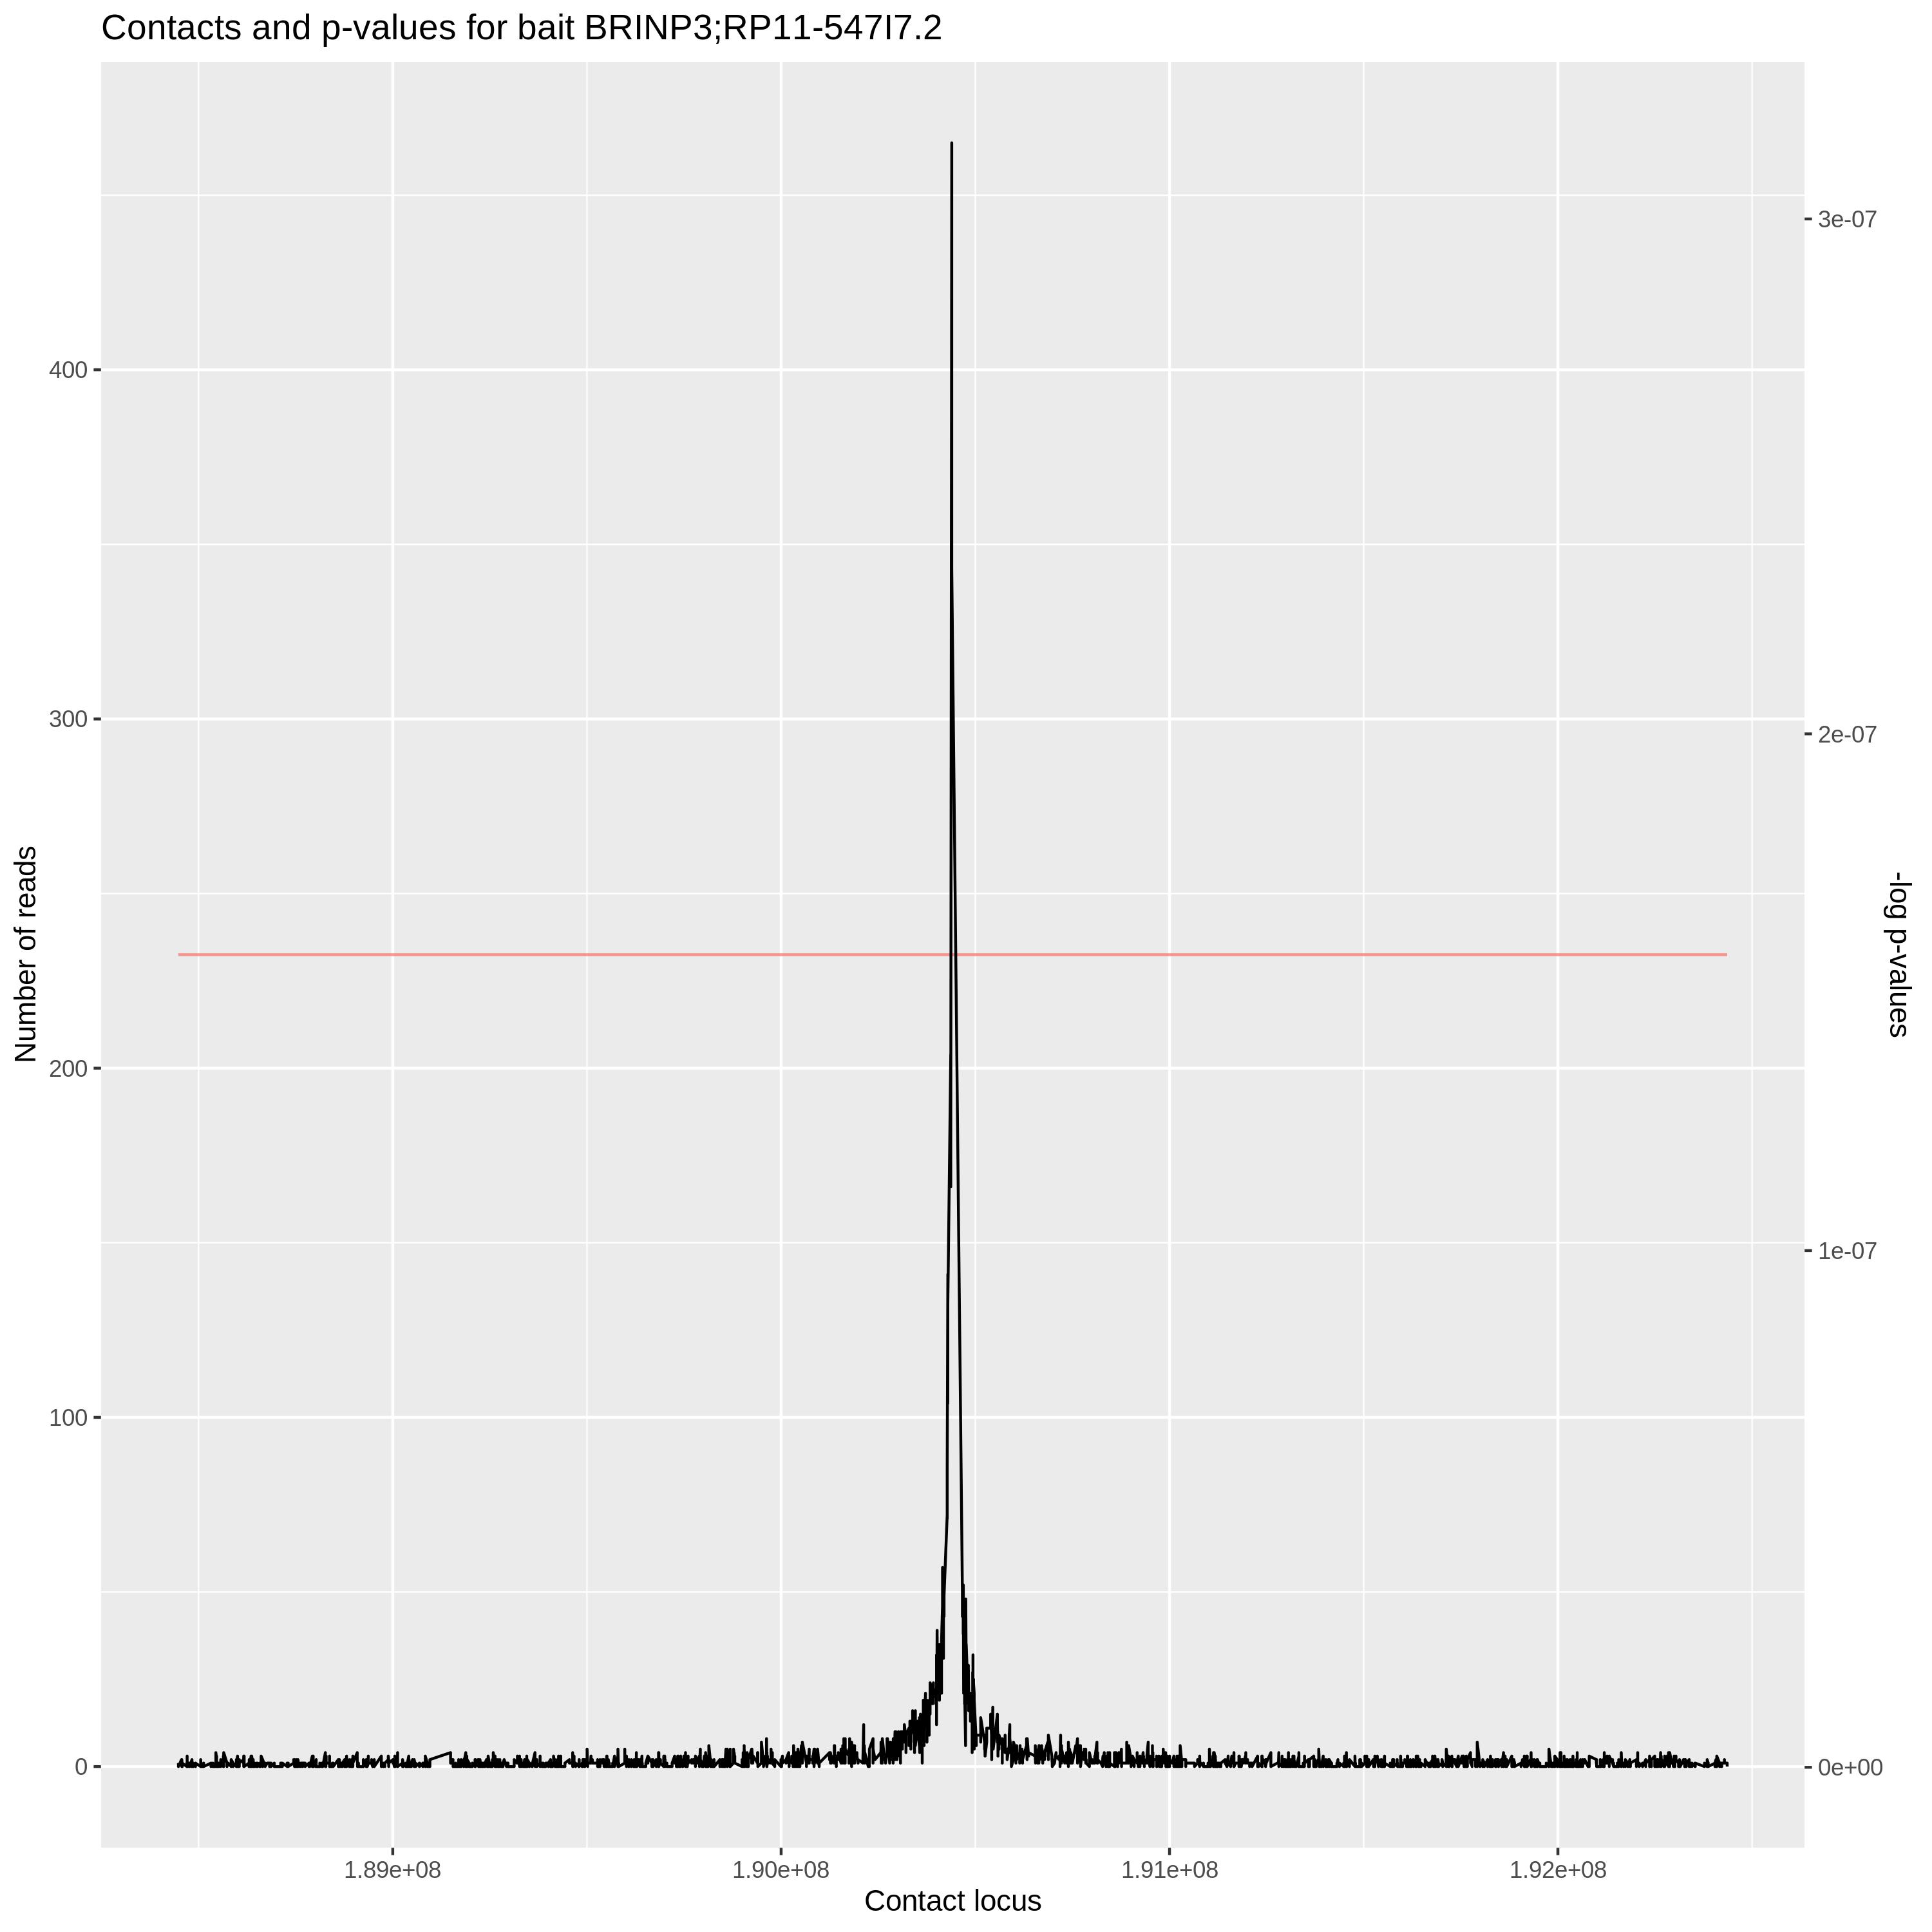 Contacts and p-values for bait BRINP3;RP11-547I7.2
400
300
200
100
0
Number of reads
3e-07
2e-07
1e-07
0e+00
-log p-values
1.89e+08
1.90e+08
1.91e+08
1.92e+08
Contact locus